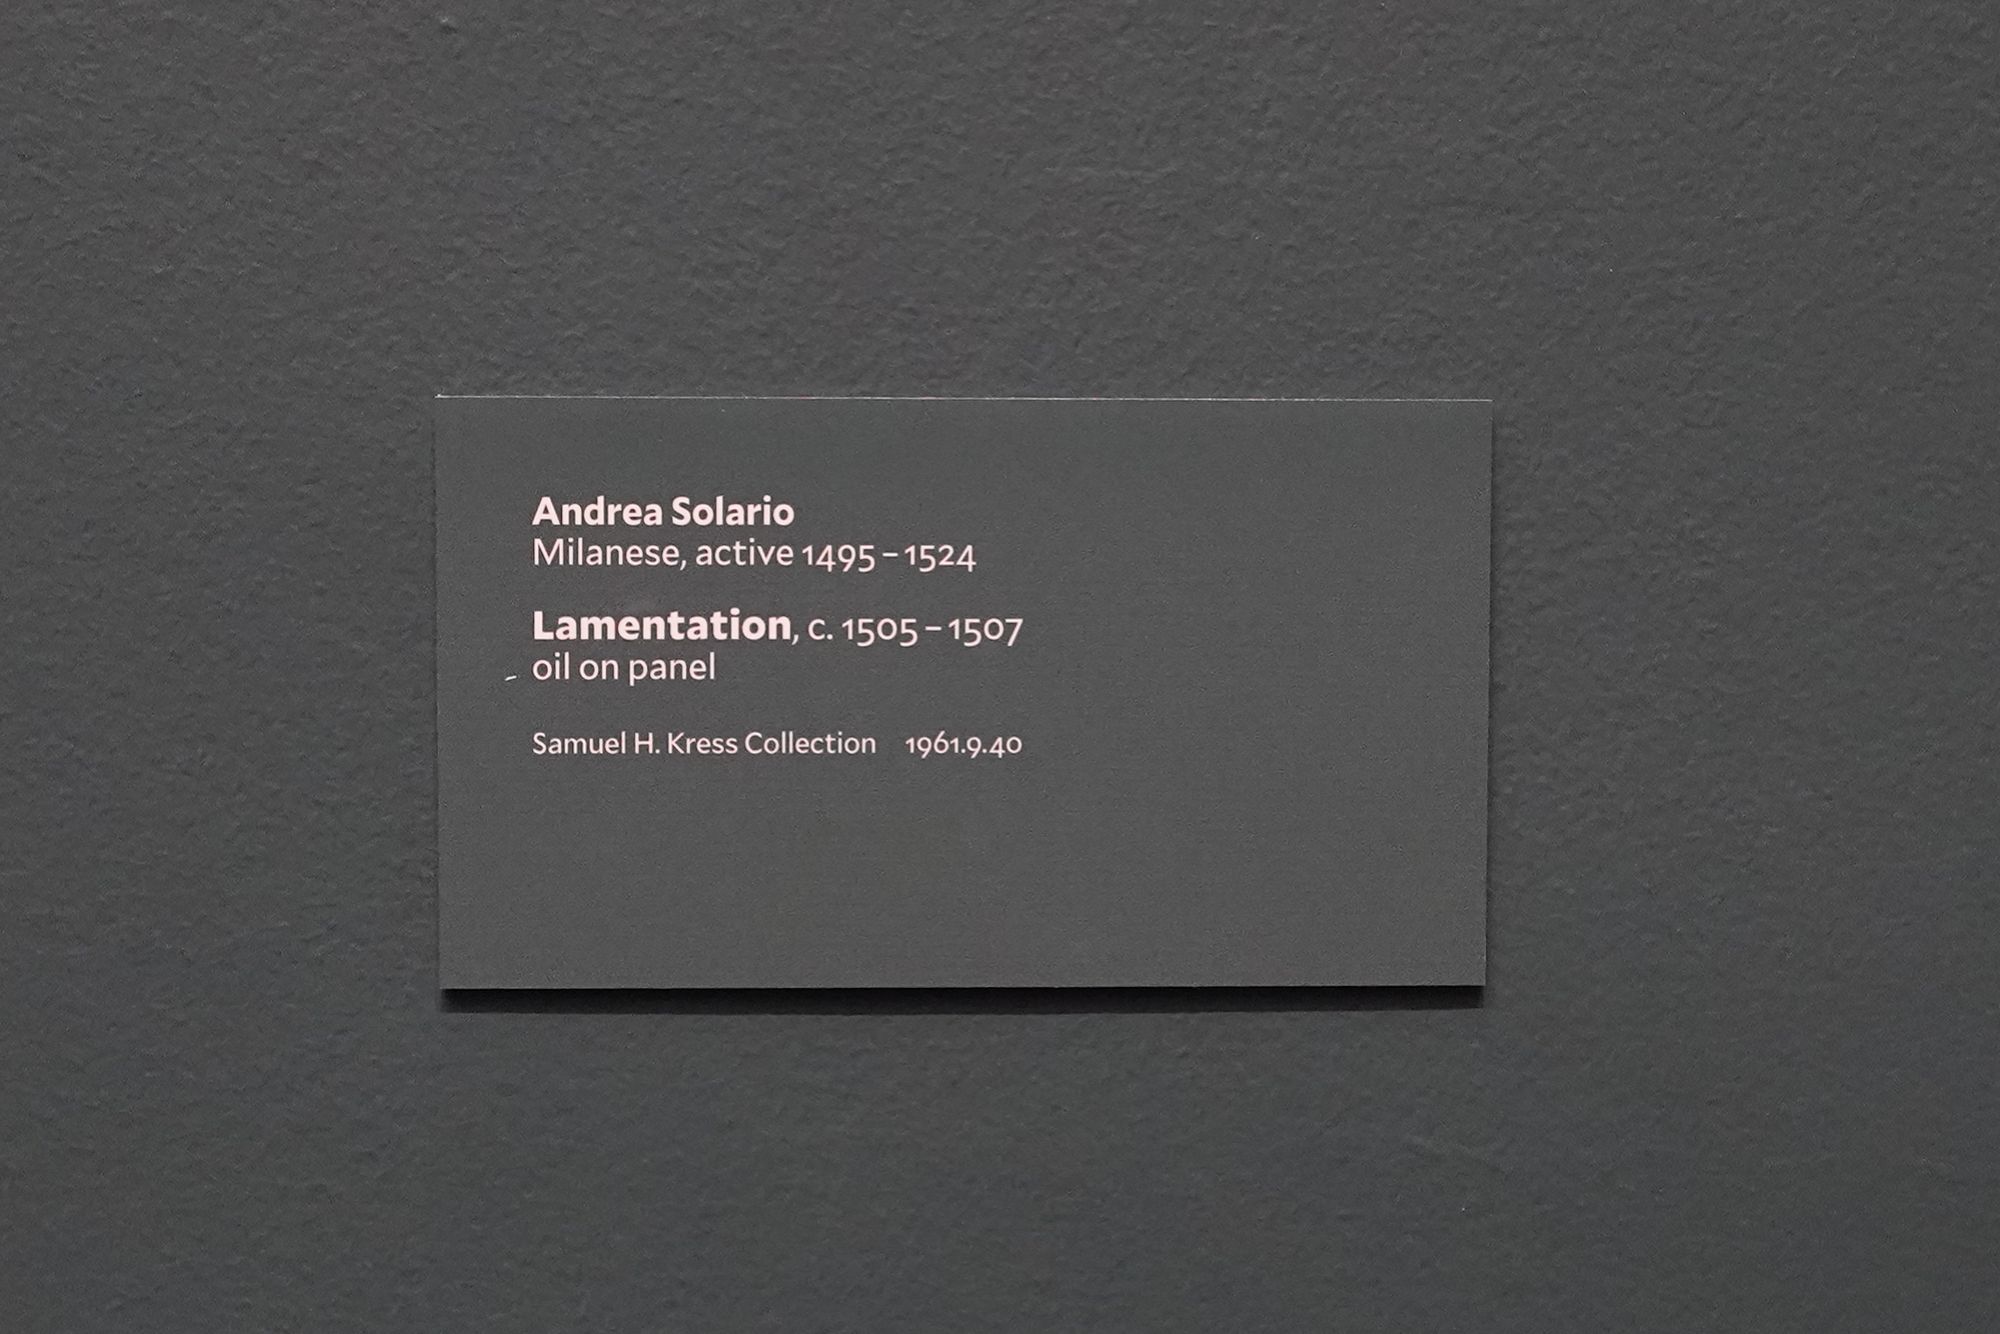 Andrea Solario
Milanese, active 1495 – 1524
Lamentation, c. 1505 – 1507
oil on panel
Samuel H. Kress Collection 1961.9.40